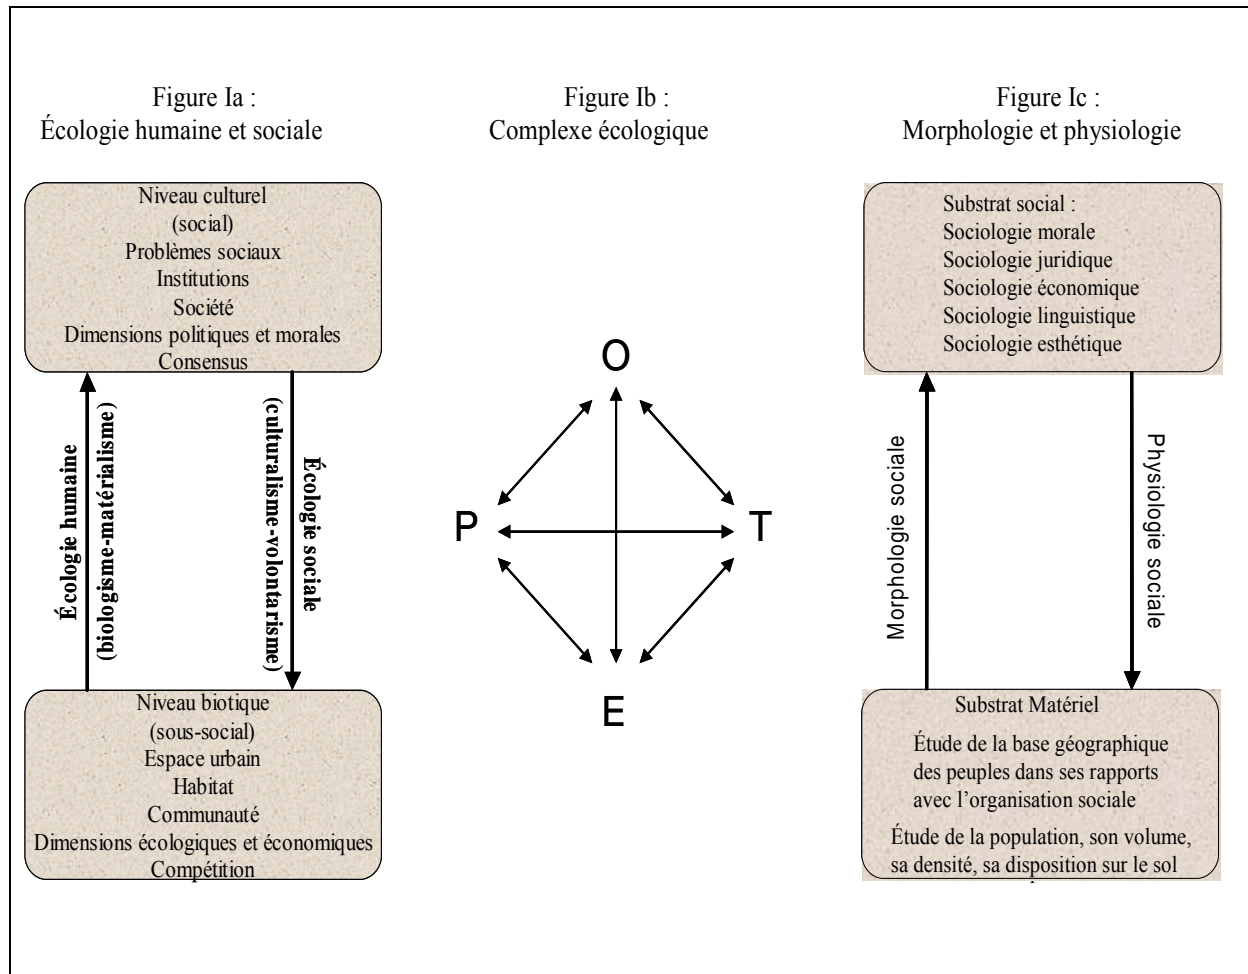 Figure Ia :
Écologie humaine et sociale
Niveau culturel
(social)
Problèmes sociaux
Institutions
Société
Dimensions politiques et morales
Consensus
Écologie humaine
(biologisme-matérialisme)
Écologie sociale
(culturalisme-volontarisme)
Niveau biotique
(sous-social)
Espace urbain
Habitat
Communauté
Dimensions écologiques et économiques
Compétition
Figure Ib :
Complexe écologique
O
P
T
E
Figure Ic :
Morphologie et physiologie
Substrat social :
Sociologie morale
Sociologie juridique
Sociologie économique
Sociologie linguistique
Sociologie esthétique
Morphologie sociale
Physiologie sociale
Substrat Matériel
Étude de la base géographique
des peuples dans ses rapports
avec l’organisation sociale
Étude de la population, son volume,
sa densité, sa disposition sur le sol